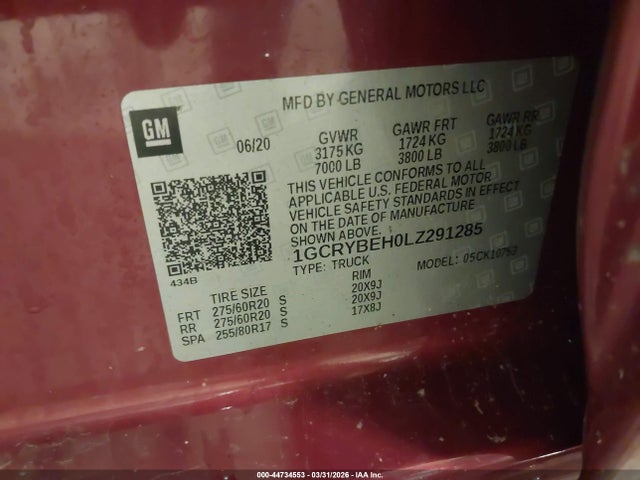 MFD BY GENERAL MOTORS LLC
GM
06/20
GVWR GAWR FRT GAWR RR
3175 KG 1724 KG 1724 KG
7000 LB 3800 LB 3800 LB
THIS VEHICLE CONFORMS TO ALL
APPLICABLE U.S. FEDERAL MOTOR
VEHICLE SAFETY STANDARDS IN EFFECT
ON THE DATE OF MANUFACTURE
SHOWN ABOVE.
1GCRYBEH0LZ291285
TYPE: TRUCK MODEL: 05CK10753
434B
TIRE SIZE RIM
FRT 275/60R20 S 20X9J
RR 275/60R20 S 20X9J
SPA 255/80R17 S 17X8J
000-44734553 - 03/31/2026 - IAA Inc.